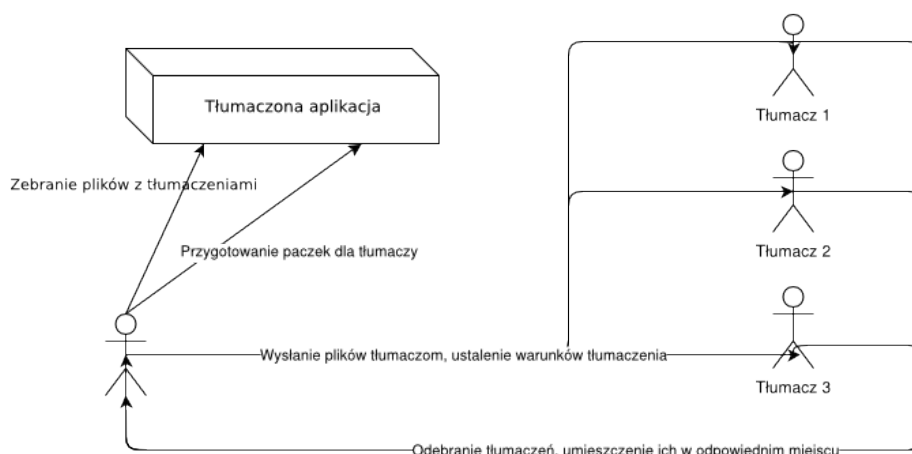 Tłumaczona aplikacja
Tłumacz 1
Zebranie plików z tłumaczeniami
Przygotowanie paczek dla tłumaczy
Tłumacz 2
Wysłanie plików tłumaczom, ustalenie warunków tłumaczenia
Tłumacz 3
Odebranie tłumaczeń, umieszczenie ich w odpowiednim miejscu